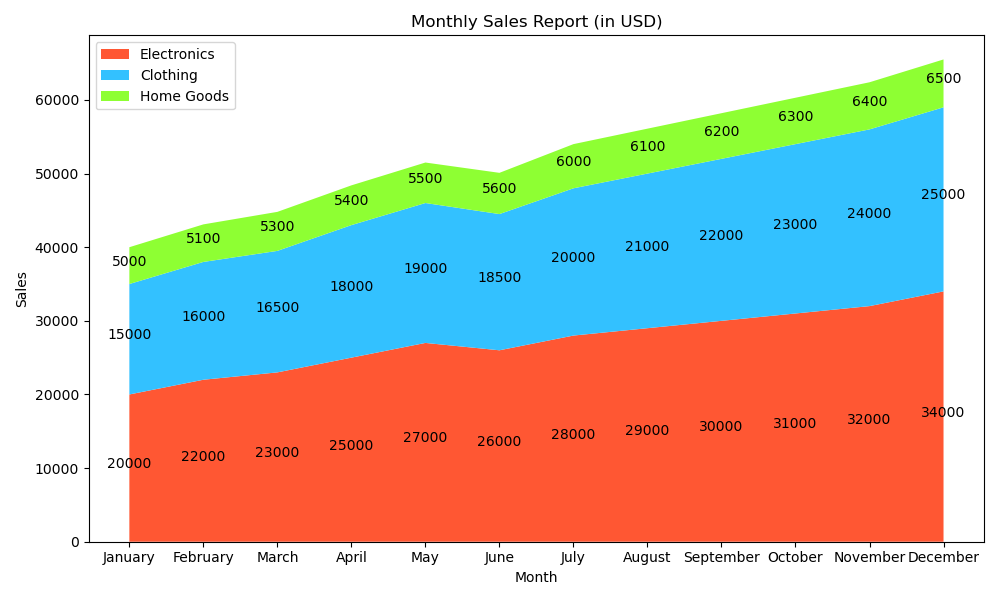 Monthly Sales Report (in USD)
Electronics
Clothing
Home Goods
Sales
60000
50000
40000
30000
20000
10000
0
5000 5100 5300 5400 5500 5600 6000 6100 6200 6300 6400 6500
15000 16000 16500 18000 19000 18500 20000 21000 22000 23000 24000 25000
20000 22000 23000 25000 27000 26000 28000 29000 30000 31000 32000 34000
January February March April May June July August September October November December
Month